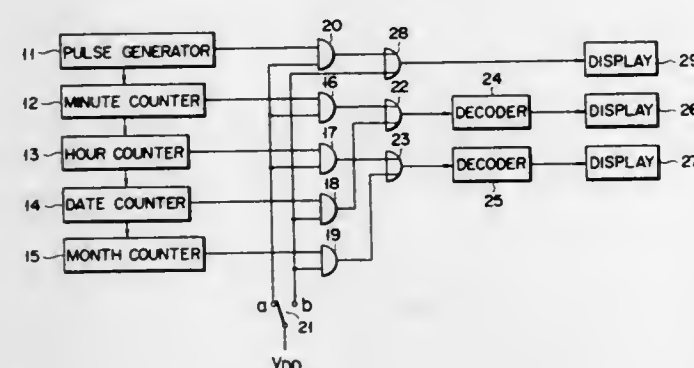 20
28
11 PULSE GENERATOR
DISPLAY 29
16
22
24
12 MINUTE COUNTER
DECODER
DISPLAY 26
17
23
13 HOUR COUNTER
DECODER
DISPLAY 27
25
18
14 DATE COUNTER
19
15 MONTH COUNTER
a b
21
VDD